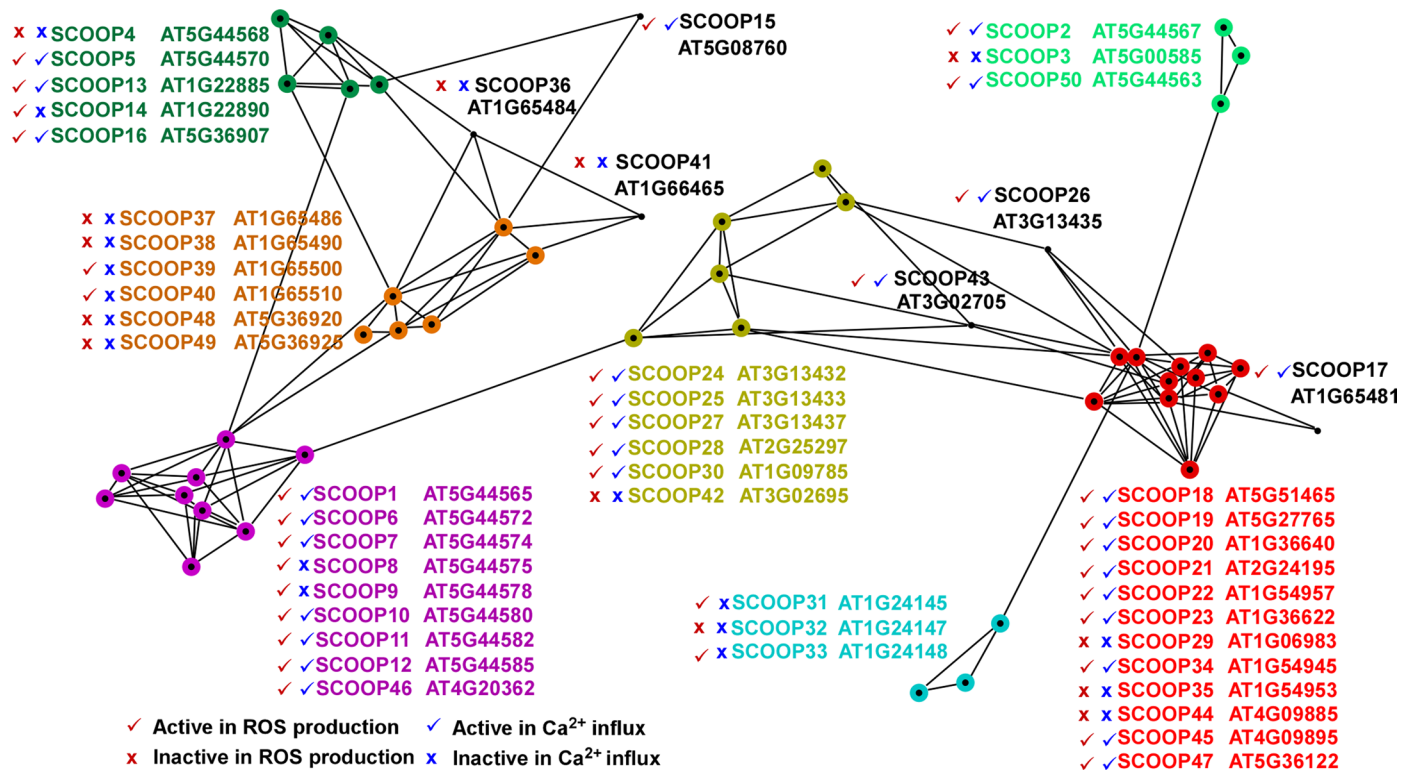 ✓ ✓ SCOOP15
AT5G08760
x x SCOOP4 AT5G44568
✓ ✓ SCOOP5 AT5G44570
✓ ✓ SCOOP13 AT1G22885
✓ x SCOOP14 AT1G22890
✓ ✓ SCOOP16 AT5G36907
x x SCOOP36
AT1G65484
✓ ✓ SCOOP2 AT5G44567
x x SCOOP3 AT5G00585
✓ ✓ SCOOP50 AT5G44563
x x SCOOP41
AT1G66465
✓ ✓ SCOOP26
AT3G13435
x x SCOOP37 AT1G65486
x x SCOOP38 AT1G65490
✓ x SCOOP39 AT1G65500
✓ x SCOOP40 AT1G65510
x x SCOOP48 AT5G36920
x x SCOOP49 AT5G36925
✓ ✓ SCOOP43
AT3G02705
✓ ✓ SCOOP17
AT1G65481
✓ ✓ SCOOP24 AT3G13432
✓ ✓ SCOOP25 AT3G13433
✓ ✓ SCOOP27 AT3G13437
✓ ✓ SCOOP28 AT2G25297
✓ ✓ SCOOP30 AT1G09785
x x SCOOP42 AT3G02695
✓ ✓ SCOOP1 AT5G44565
✓ ✓ SCOOP6 AT5G44572
✓ ✓ SCOOP7 AT5G44574
✓ x SCOOP8 AT5G44575
✓ x SCOOP9 AT5G44578
✓ ✓ SCOOP10 AT5G44580
✓ ✓ SCOOP11 AT5G44582
✓ ✓ SCOOP12 AT5G44585
✓ ✓ SCOOP46 AT4G20362
✓ ✓ SCOOP18 AT5G51465
✓ ✓ SCOOP19 AT5G27765
✓ ✓ SCOOP20 AT1G36640
✓ ✓ SCOOP21 AT2G24195
✓ ✓ SCOOP22 AT1G54957
✓ ✓ SCOOP23 AT1G36622
x x SCOOP29 AT1G06983
✓ ✓ SCOOP34 AT1G54945
x x SCOOP35 AT1G54953
x x SCOOP44 AT4G09885
✓ ✓ SCOOP45 AT4G09895
✓ ✓ SCOOP47 AT5G36122
✓ x SCOOP31 AT1G24145
x x SCOOP32 AT1G24147
✓ x SCOOP33 AT1G24148
✓ Active in ROS production ✓ Active in Ca²⁺ influx
x Inactive in ROS production x Inactive in Ca²⁺ influx